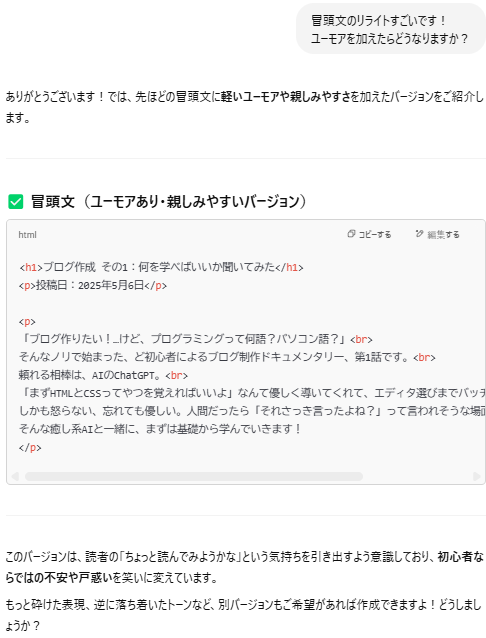 冒頭文のリライトすごいです！
ユーモアを加えたらどうなりますか？
ありがとうございます！では、先ほどの冒頭文に軽いユーモアや親しみやすさを加えたバージョンをご紹介し
ます。
✅ 冒頭文（ユーモアあり・親しみやすいバージョン）
html コピーする 編集する
<h1>ブログ作成 その1：何を学べばいいか聞いてみた</h1>
<p>投稿日：2025年5月6日</p>
<p>
「ブログ作りたい！…けど、プログラミングって何語？パソコン語？」<br>
そんなノリで始まった、ど初心者によるブログ制作ドキュメンタリー、第1話です。<br>
頼れる相棒は、AIのChatGPT。<br>
「まずHTMLとCSSってやつを覚えればいいよ」なんて優しく導いてくれて、エディタ選びまでバッチ
しかも怒らない、忘れても優しい。人間だったら「それさっき言ったよね？」って言われそうな場面
そんな癒し系AIと一緒に、まずは基礎から学んでいきます！
</p>
このバージョンは、読者の「ちょっと読んでみようかな」という気持ちを引き出すよう意識しており、初心者な
らではの不安や戸惑いを笑いに変えています。
もっと砕けた表現、逆に落ち着いたトーンなど、別バージョンもご希望があれば作成できますよ！どうしまし
ょうか？